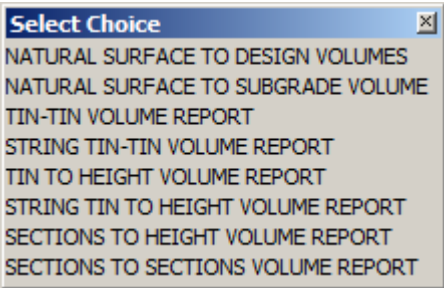 Select Choice
NATURAL SURFACE TO DESIGN VOLUMES
NATURAL SURFACE TO SUBGRADE VOLUME
TIN-TIN VOLUME REPORT
STRING TIN-TIN VOLUME REPORT
TIN TO HEIGHT VOLUME REPORT
STRING TIN TO HEIGHT VOLUME REPORT
SECTIONS TO HEIGHT VOLUME REPORT
SECTIONS TO SECTIONS VOLUME REPORT